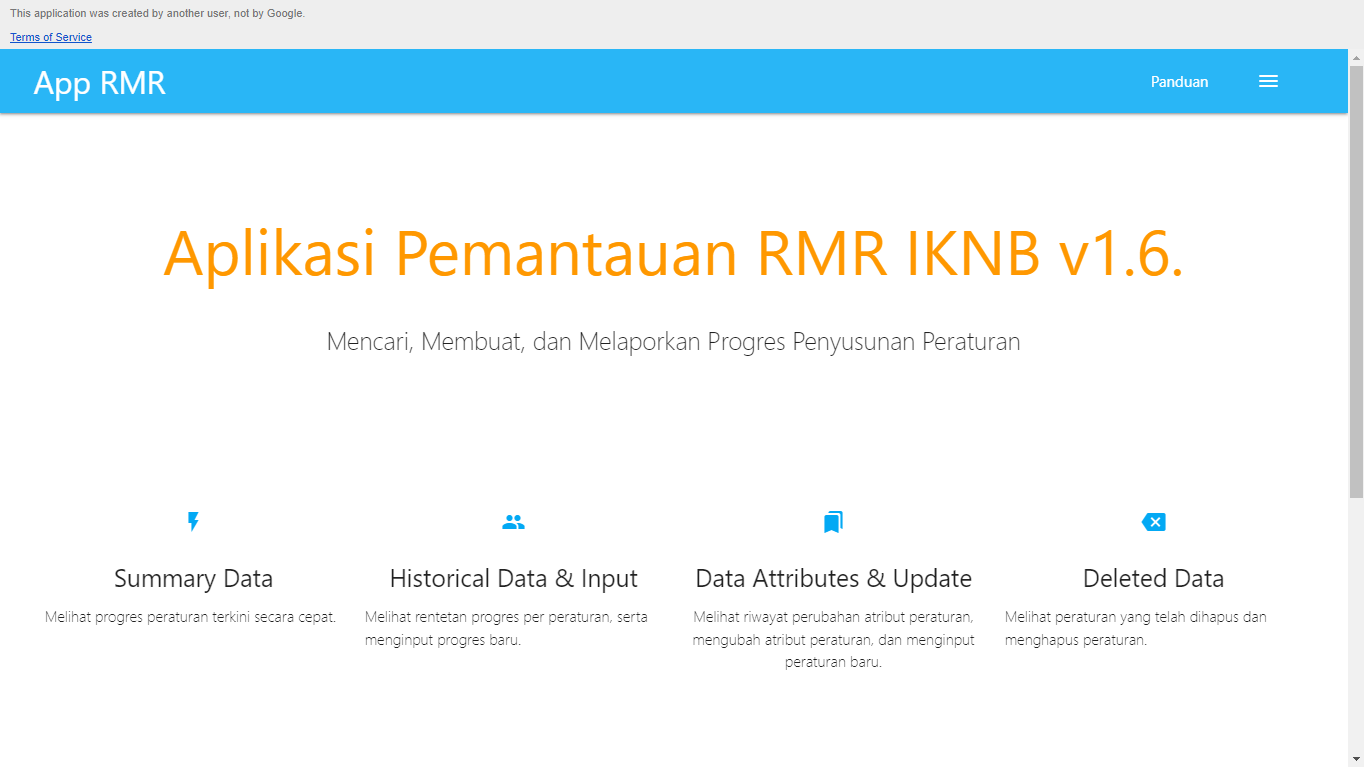 This application was created by another user, not by Google.
Terms of Service
App RMR
Panduan
Aplikasi Pemantauan RMR IKNB v1.6.
Mencari, Membuat, dan Melaporkan Progres Penyusunan Peraturan
Summary Data
Melihat progres peraturan terkini secara cepat.
Historical Data & Input
Melihat rentetan progres per peraturan, serta
menginput progres baru.
Data Attributes & Update
Melihat riwayat perubahan atribut peraturan,
mengubah atribut peraturan, dan menginput
peraturan baru.
Deleted Data
Melihat peraturan yang telah dihapus dan
menghapus peraturan.